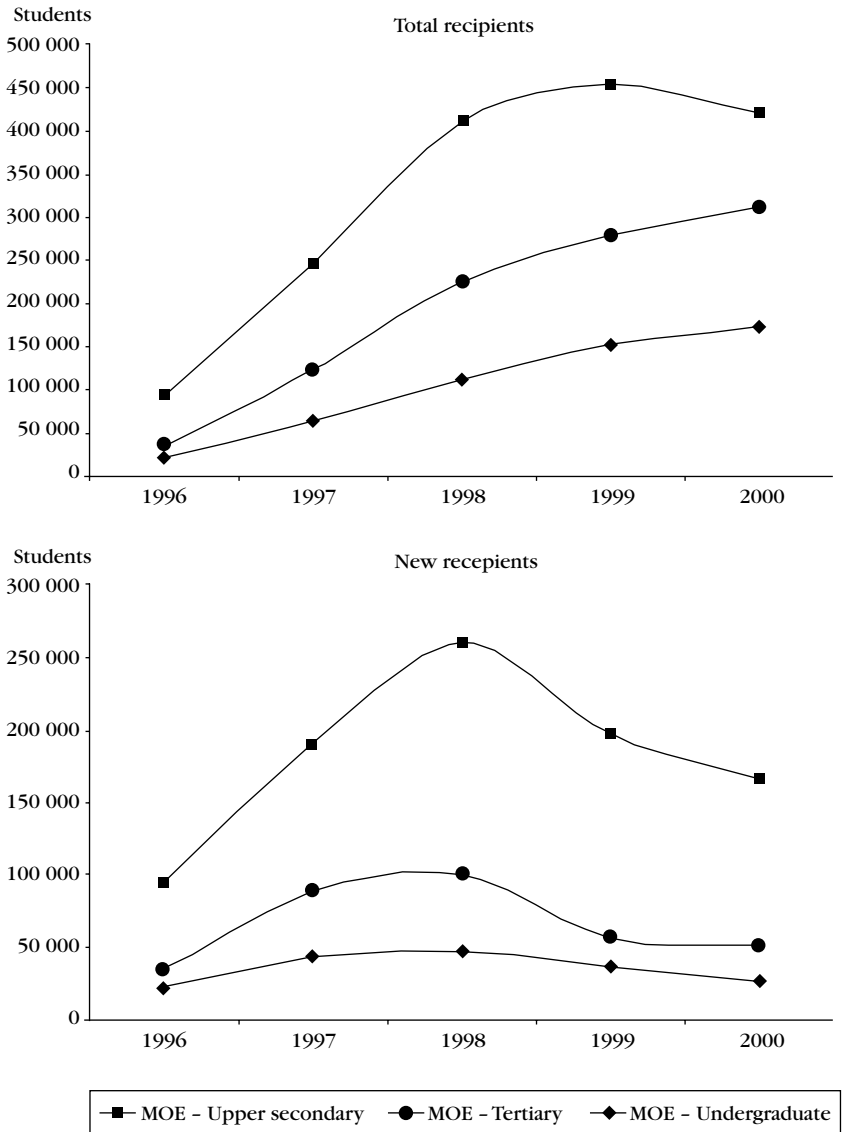 Students
Total recipients
500 000
450 000
400 000
350 000
300 000
250 000
200 000
150 000
100 000
50 000
0
1996 1997 1998 1999 2000
Students
New recepients
300 000
250 000
200 000
150 000
100 000
50 000
0
1996 1997 1998 1999 2000
MOE – Upper secondary MOE – Tertiary MOE – Undergraduate